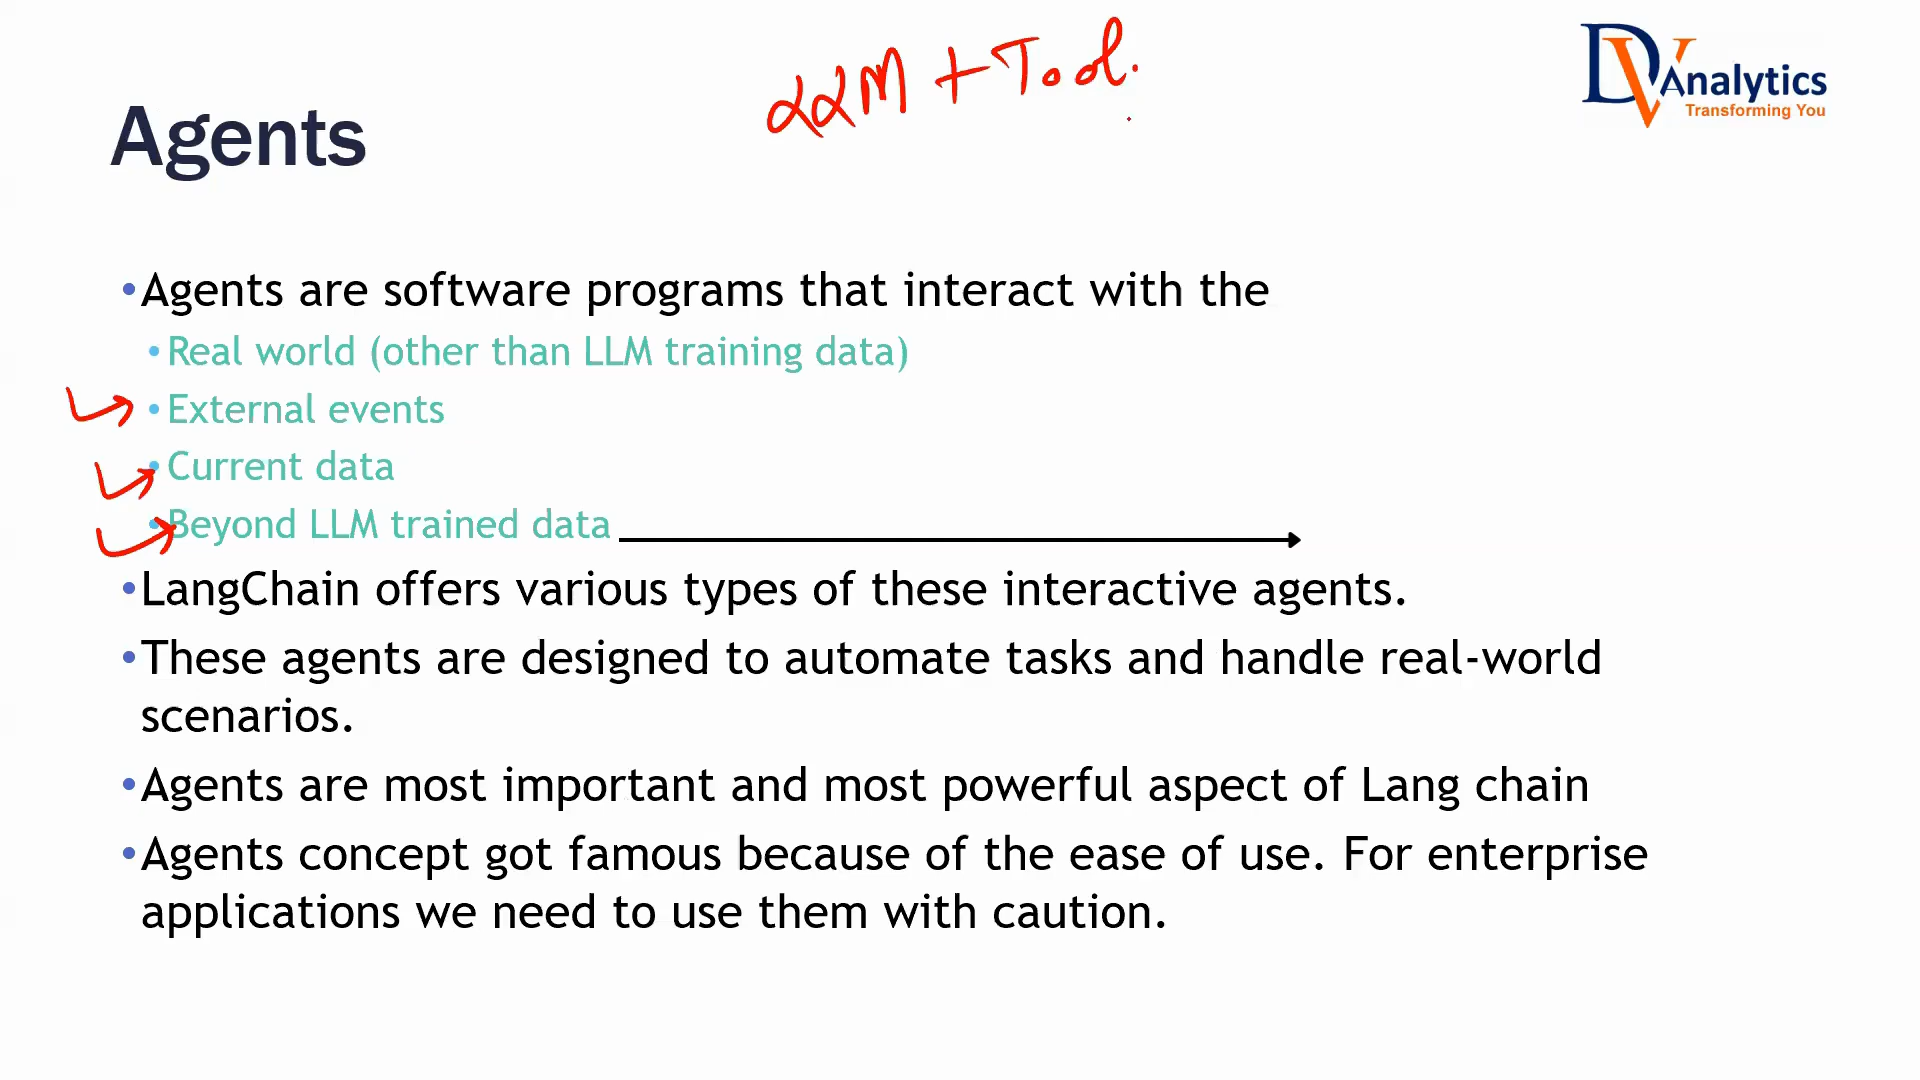 LLM + Tool.
DV Analytics
Transforming You
Agents
•Agents are software programs that interact with the
•Real world (other than LLM training data)
•External events
•Current data
•Beyond LLM trained data
•LangChain offers various types of these interactive agents.
•These agents are designed to automate tasks and handle real-world
scenarios.
•Agents are most important and most powerful aspect of Lang chain
•Agents concept got famous because of the ease of use. For enterprise
applications we need to use them with caution.